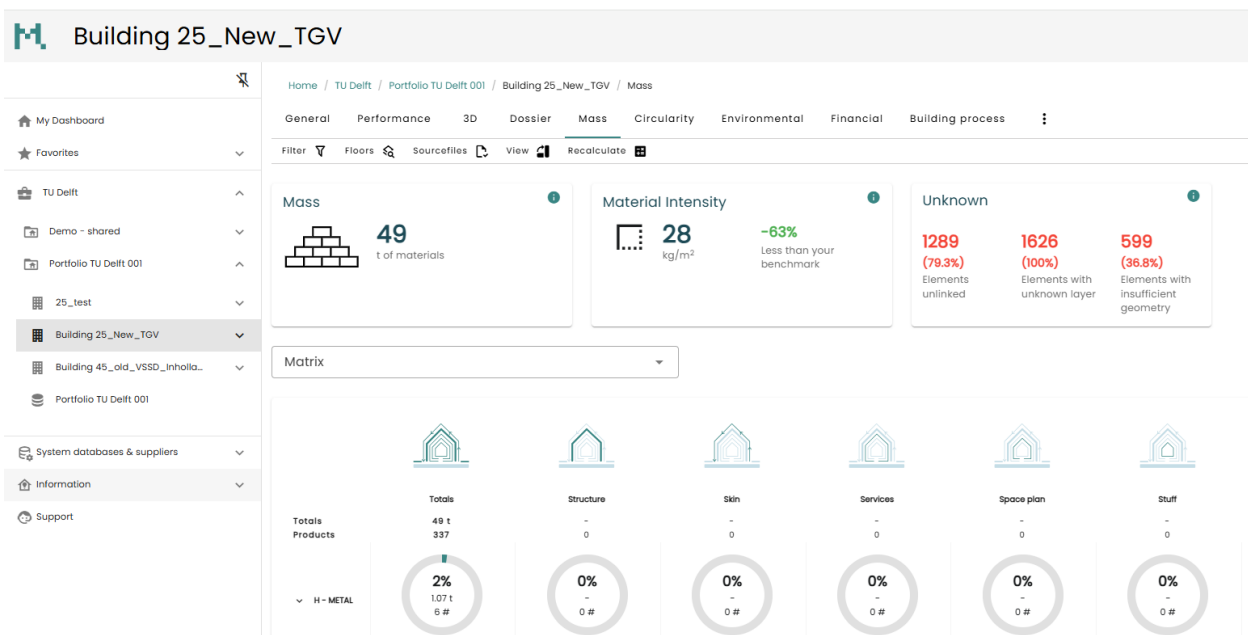 Building 25_New_TGV
Home / TU Delft / Portfolio TU Delft 001 / Building 25_New_TGV / Mass
My Dashboard
Favorites
TU Delft
Demo - shared
Portfolio TU Delft 001
25_test
Building 25_New_TGV
Building 45_old_VSSD_Inholla...
Portfolio TU Delft 001
System databases & suppliers
Information
Support
General Performance 3D Dossier Mass Circularity Environmental Financial Building process
Filter Floors Sourcefiles View Recalculate
Mass
49
t of materials
Material Intensity
28
kg/m²
-63%
Less than your
benchmark
Unknown
1289 1626 599
(79.3%) (100%) (36.8%)
Elements Elements with Elements with
unlinked unknown layer insufficient
geometry
Matrix
Totals Structure Skin Services Space plan Stuff
Totals 49 t - - - - -
Products 337 0 0 0 0 0
2% 0% 0% 0% 0% 0%
H - METAL 1.07 t - - - - -
6 # 0 # 0 # 0 # 0 # 0 #